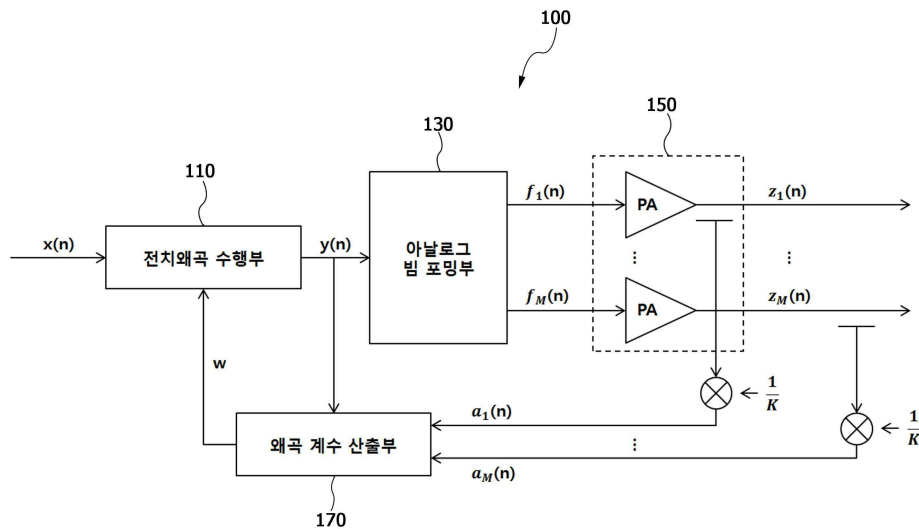 100
150
130
110
f₁(n)
PA
z₁(n)
x(n)
전치왜곡 수행부
y(n)
아날로그
빔 포밍부
⋮
⋮
f_M(n)
PA
z_M(n)
w
1/K
a₁(n)
왜곡 계수 산출부
⋮
1/K
a_M(n)
170